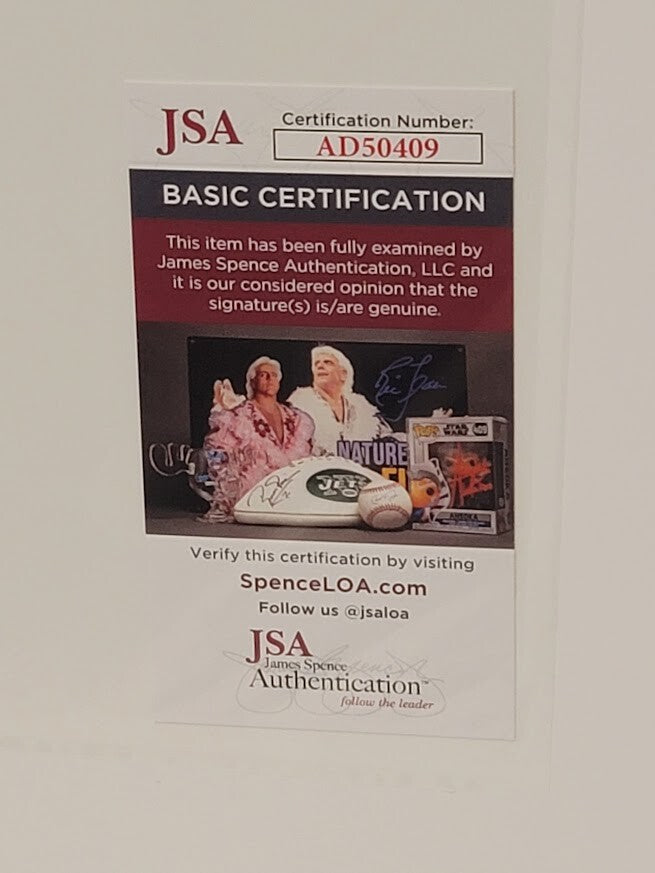 JSA
Certification Number:
AD50409
BASIC CERTIFICATION
This item has been fully examined by
James Spence Authentication, LLC and
it is our considered opinion that the
signature(s) is/are genuine.
NATURE
JETS
STAR
WARS
AHSOKA
Verify this certification by visiting
SpenceLOA.com
Follow us @jsaloa
JSA
James Spence
Authentication™
follow the leader